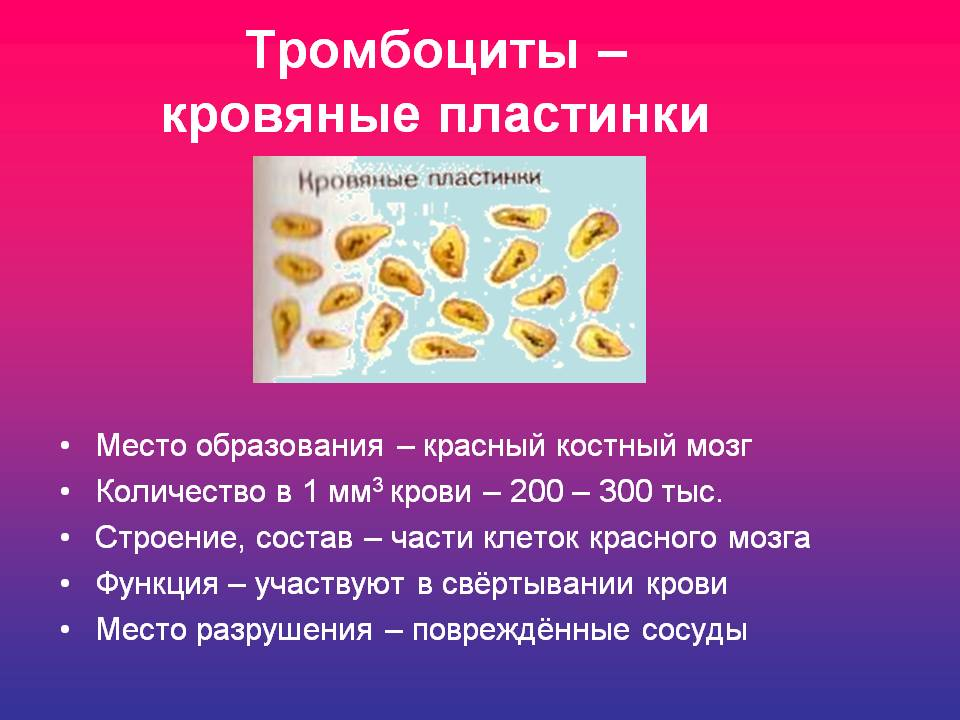 Тромбоциты –
кровяные пластинки
Кровяные пластинки
• Место образования – красный костный мозг
• Количество в 1 мм³ крови – 200 – 300 тыс.
• Строение, состав – части клеток красного мозга
• Функция – участвуют в свёртывании крови
• Место разрушения – повреждённые сосуды